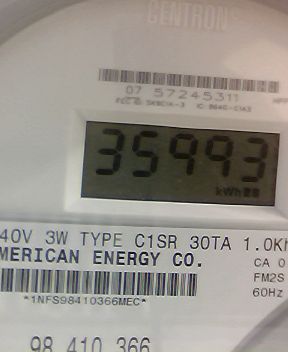 CENTRON
07 57245311
35993
kWh
40V 3W TYPE C1SR 30TA 1.0Kh
MERICAN ENERGY CO.
CA 0
FM2S
60Hz
*1NFS98410366MEC*
98 410 366